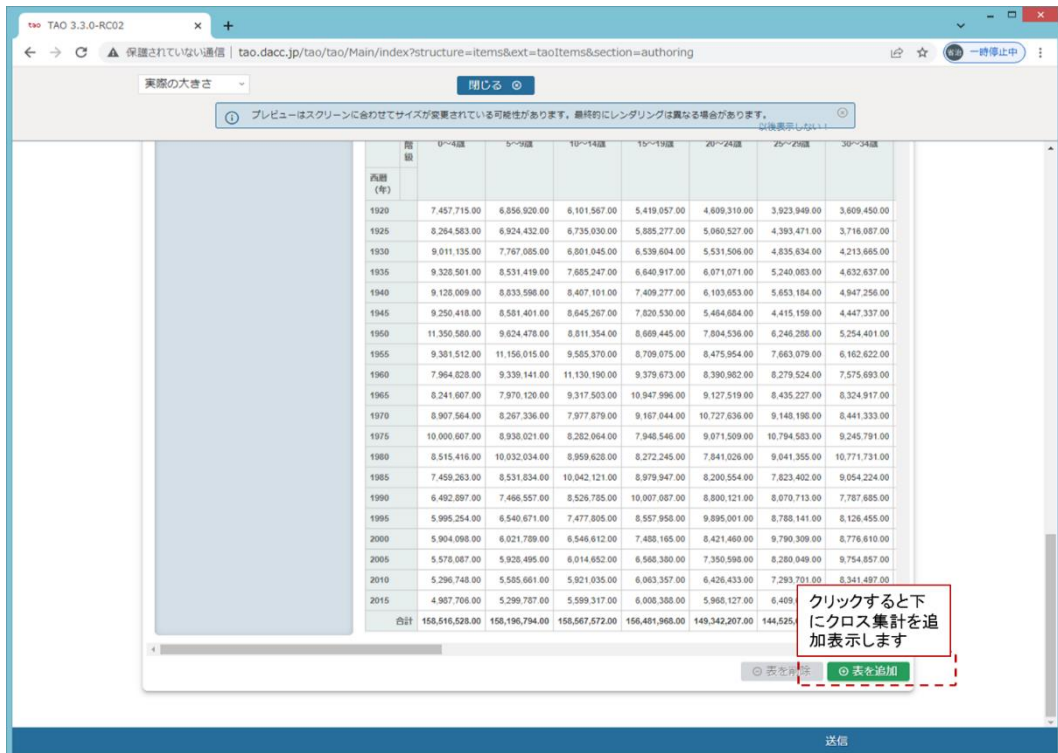 tao TAO 3.3.0-RC02
保護されていない通信 | tao.dacc.jp/tao/tao/Main/index?structure=items&ext=taoItems&section=authoring
一時停止中
実際の大きさ
閉じる
プレビューはスクリーンに合わせてサイズが変更されている可能性があります。最終的にレンダリングは異なる場合があります。
以後表示しない！
階級 0～4歳 5～9歳 10～14歳 15～19歳 20～24歳 25～29歳 30～34歳
西暦(年)
1920 7,457,715.00 6,856,920.00 6,101,567.00 5,419,057.00 4,609,310.00 3,923,949.00 3,609,450.00
1925 8,264,583.00 6,924,432.00 6,735,030.00 5,885,277.00 5,060,527.00 4,393,471.00 3,716,087.00
1930 9,011,135.00 7,767,085.00 6,801,045.00 6,539,604.00 5,531,506.00 4,835,634.00 4,213,665.00
1935 9,328,501.00 8,531,419.00 7,685,247.00 6,640,917.00 6,071,071.00 5,240,083.00 4,632,637.00
1940 9,128,009.00 8,833,598.00 8,407,101.00 7,409,277.00 6,103,653.00 5,653,184.00 4,947,256.00
1945 9,250,418.00 8,581,401.00 8,645,267.00 7,820,530.00 5,464,684.00 4,415,159.00 4,447,337.00
1950 11,350,580.00 9,624,478.00 8,811,354.00 8,669,445.00 7,804,536.00 6,246,288.00 5,254,401.00
1955 9,381,512.00 11,156,015.00 9,585,370.00 8,709,075.00 8,475,954.00 7,663,079.00 6,162,622.00
1960 7,964,828.00 9,339,141.00 11,130,190.00 9,379,673.00 8,390,982.00 8,279,524.00 7,575,693.00
1965 8,241,607.00 7,970,120.00 9,317,503.00 10,947,996.00 9,127,519.00 8,435,227.00 8,324,917.00
1970 8,907,564.00 8,267,336.00 7,977,879.00 9,167,044.00 10,727,636.00 9,148,198.00 8,441,333.00
1975 10,000,607.00 8,938,021.00 8,282,064.00 7,948,546.00 9,071,509.00 10,794,583.00 9,245,791.00
1980 8,515,416.00 10,032,034.00 8,959,628.00 8,272,245.00 7,841,026.00 9,041,355.00 10,771,731.00
1985 7,459,263.00 8,531,834.00 10,042,121.00 8,979,947.00 8,200,554.00 7,823,402.00 9,054,224.00
1990 6,492,897.00 7,466,557.00 8,526,785.00 10,007,087.00 8,800,121.00 8,070,713.00 7,787,685.00
1995 5,995,254.00 6,540,671.00 7,477,805.00 8,557,958.00 9,895,001.00 8,788,141.00 8,126,455.00
2000 5,904,098.00 6,021,789.00 6,546,612.00 7,488,165.00 8,421,460.00 9,790,309.00 8,776,610.00
2005 5,578,087.00 5,928,495.00 6,014,652.00 6,568,380.00 7,350,598.00 8,280,049.00 9,754,857.00
2010 5,296,748.00 5,585,661.00 5,921,035.00 6,063,357.00 6,426,433.00 7,293,701.00 8,341,497.00
2015 4,987,706.00 5,299,787.00 5,599,317.00 6,008,388.00 5,968,127.00 6,409,
合計 158,516,528.00 158,196,794.00 158,567,572.00 156,481,968.00 149,342,207.00 144,525,
クリックすると下
にクロス集計を追
加表示します
表を削除 表を追加
送信